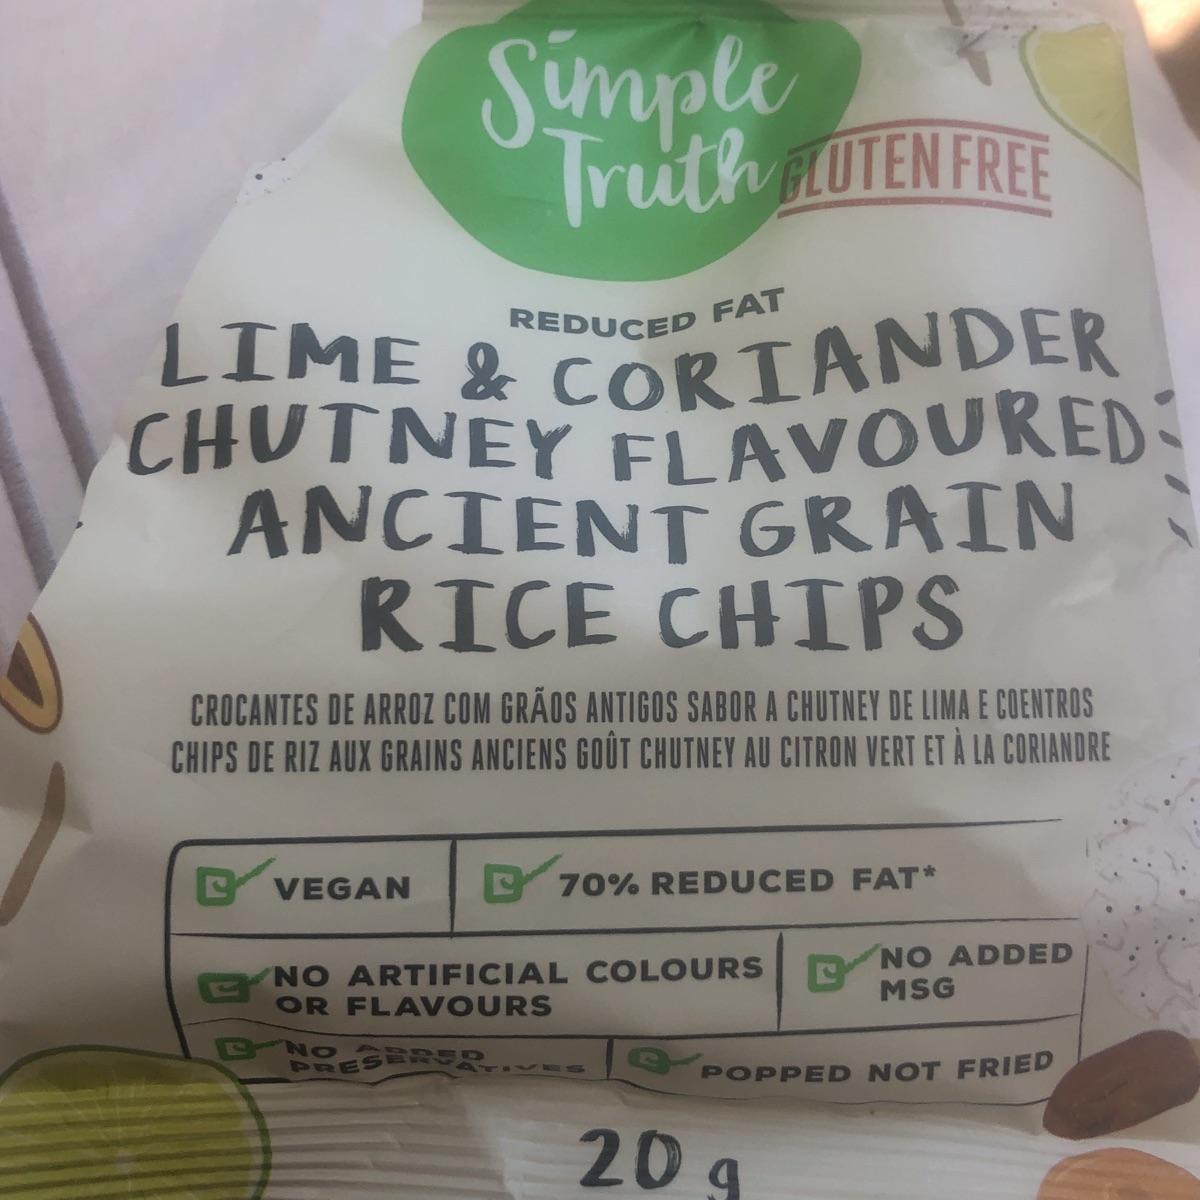 Simple
Truth
GLUTEN FREE
REDUCED FAT
LIME & CORIANDER
CHUTNEY FLAVOURED
ANCIENT GRAIN
RICE CHIPS
CROCANTES DE ARROZ COM GRÃOS ANTIGOS SABOR A CHUTNEY DE LIMA E COENTROS
CHIPS DE RIZ AUX GRAINS ANCIENS GOÛT CHUTNEY AU CITRON VERT ET À LA CORIANDRE
VEGAN
70% REDUCED FAT*
NO ARTIFICIAL COLOURS
OR FLAVOURS
NO ADDED
MSG
NO ADDED
PRESERVATIVES
POPPED NOT FRIED
20 g